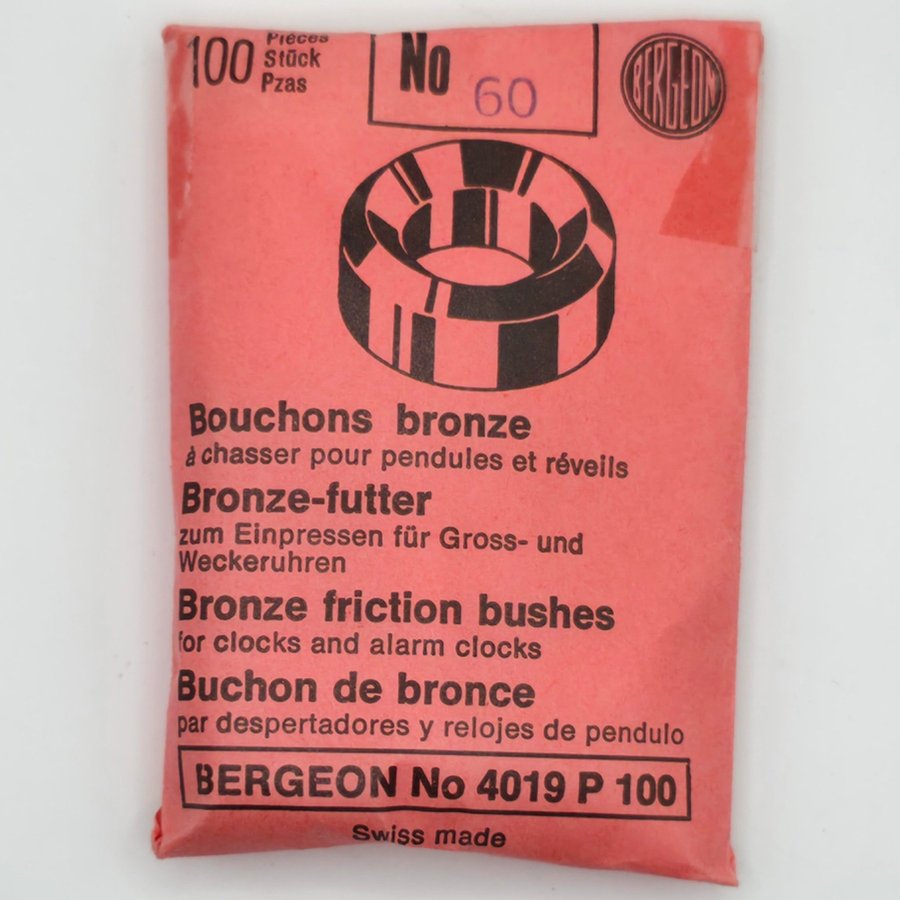 100 Pieces
Stück
Pzas
No 60
BERGEON
Bouchons bronze
à chasser pour pendules et réveils
Bronze-futter
zum Einpressen für Gross- und
Weckeruhren
Bronze friction bushes
for clocks and alarm clocks
Buchon de bronce
par despertadores y relojes de pendulo
BERGEON No 4019 P 100
Swiss made